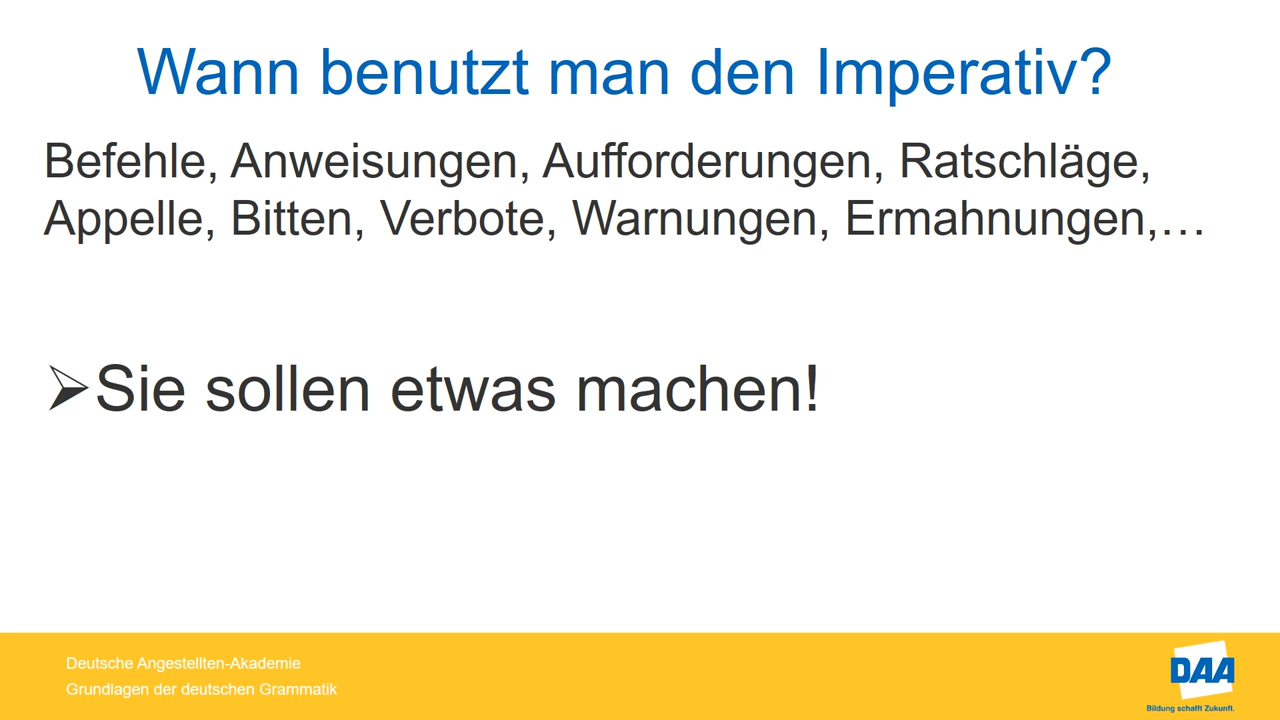 Wann benutzt man den Imperativ?
Befehle, Anweisungen, Aufforderungen, Ratschläge,
Appelle, Bitten, Verbote, Warnungen, Ermahnungen,…
➢Sie sollen etwas machen!
Deutsche Angestellten-Akademie
Grundlagen der deutschen Grammatik
DAA
Bildung schafft Zukunft.